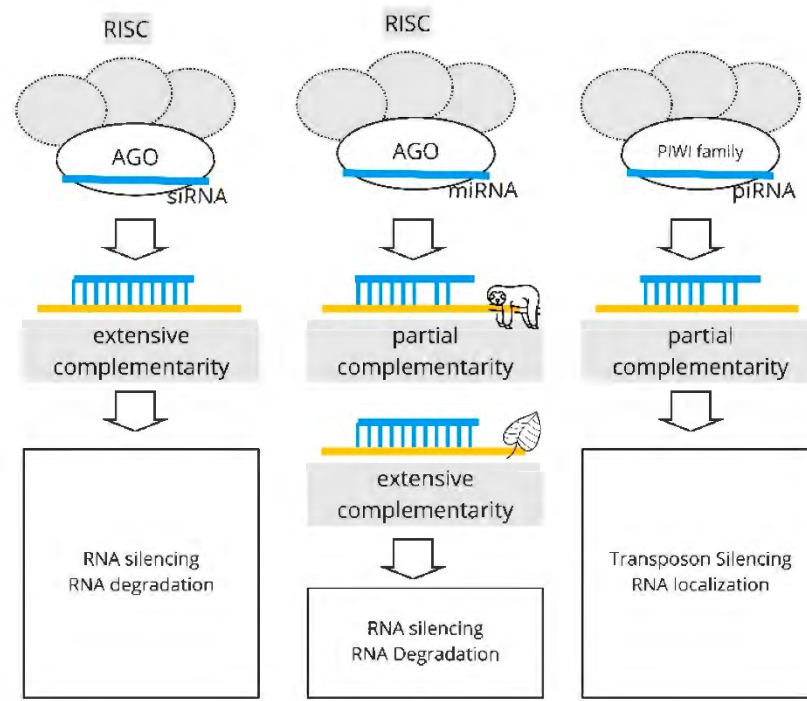 RISC
AGO
siRNA
extensive
complementarity
RNA silencing
RNA degradation
RISC
AGO
miRNA
partial
complementarity
extensive
complementarity
RNA silencing
RNA Degradation
PIWI family
piRNA
partial
complementarity
Transposon Silencing
RNA localization